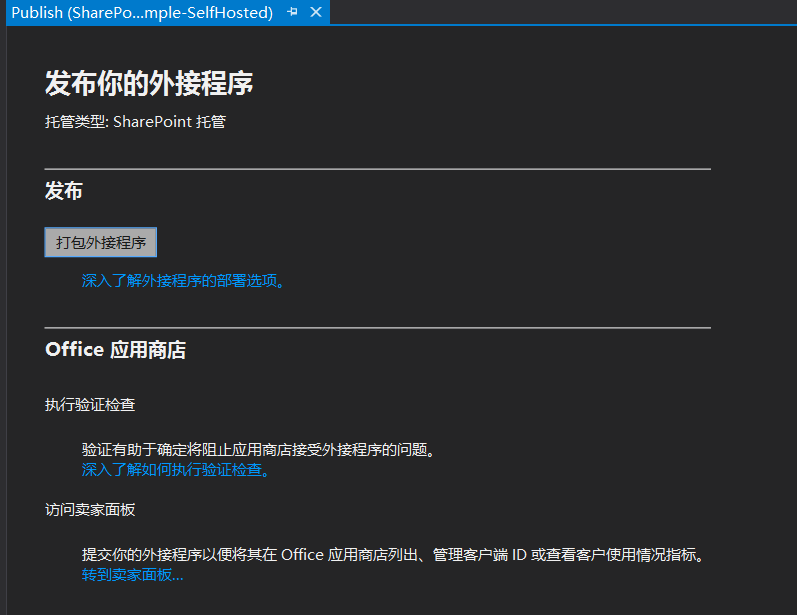 Publish (SharePo...mple-SelfHosted)
发布你的外接程序
托管类型: SharePoint 托管
发布
打包外接程序
深入了解外接程序的部署选项。
Office 应用商店
执行验证检查
验证有助于确定将阻止应用商店接受外接程序的问题。
深入了解如何执行验证检查。
访问卖家面板
提交你的外接程序以便将其在 Office 应用商店列出、管理客户端 ID 或查看客户使用情况指标。
转到卖家面板...